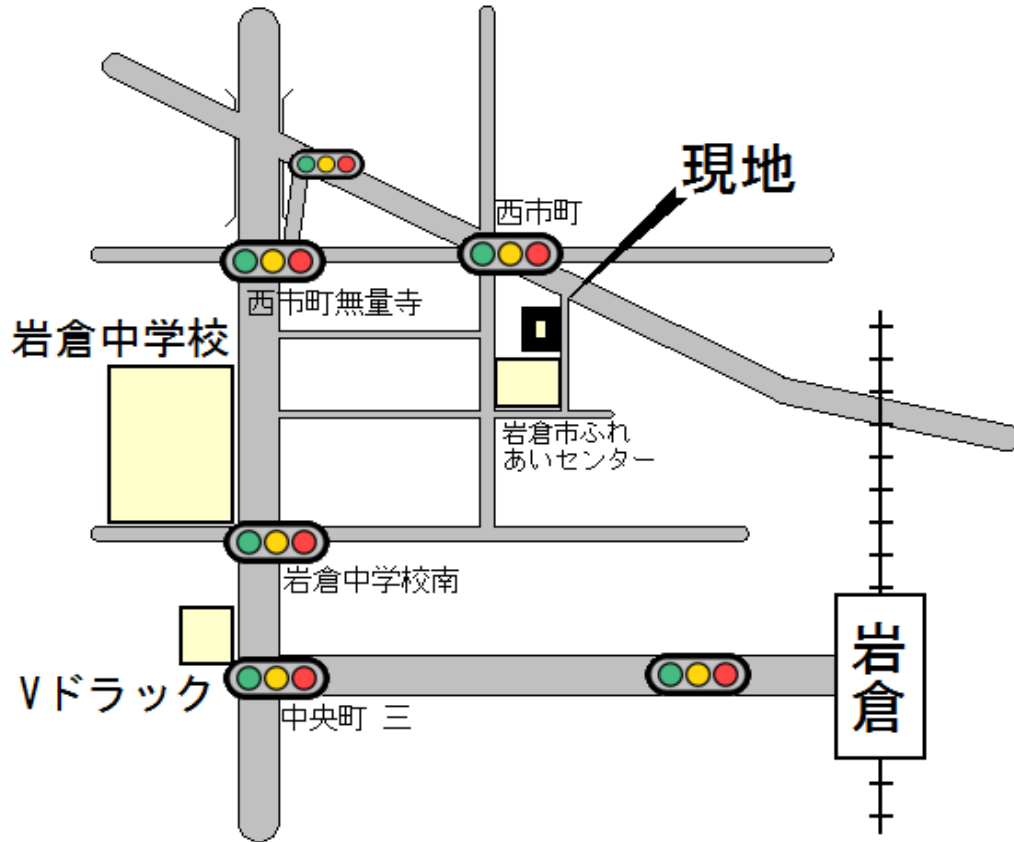 現地
西市町
西市町無量寺
岩倉中学校
岩倉市ふれ
あいセンター
岩倉中学校南
Vドラック
中央町 三
岩倉